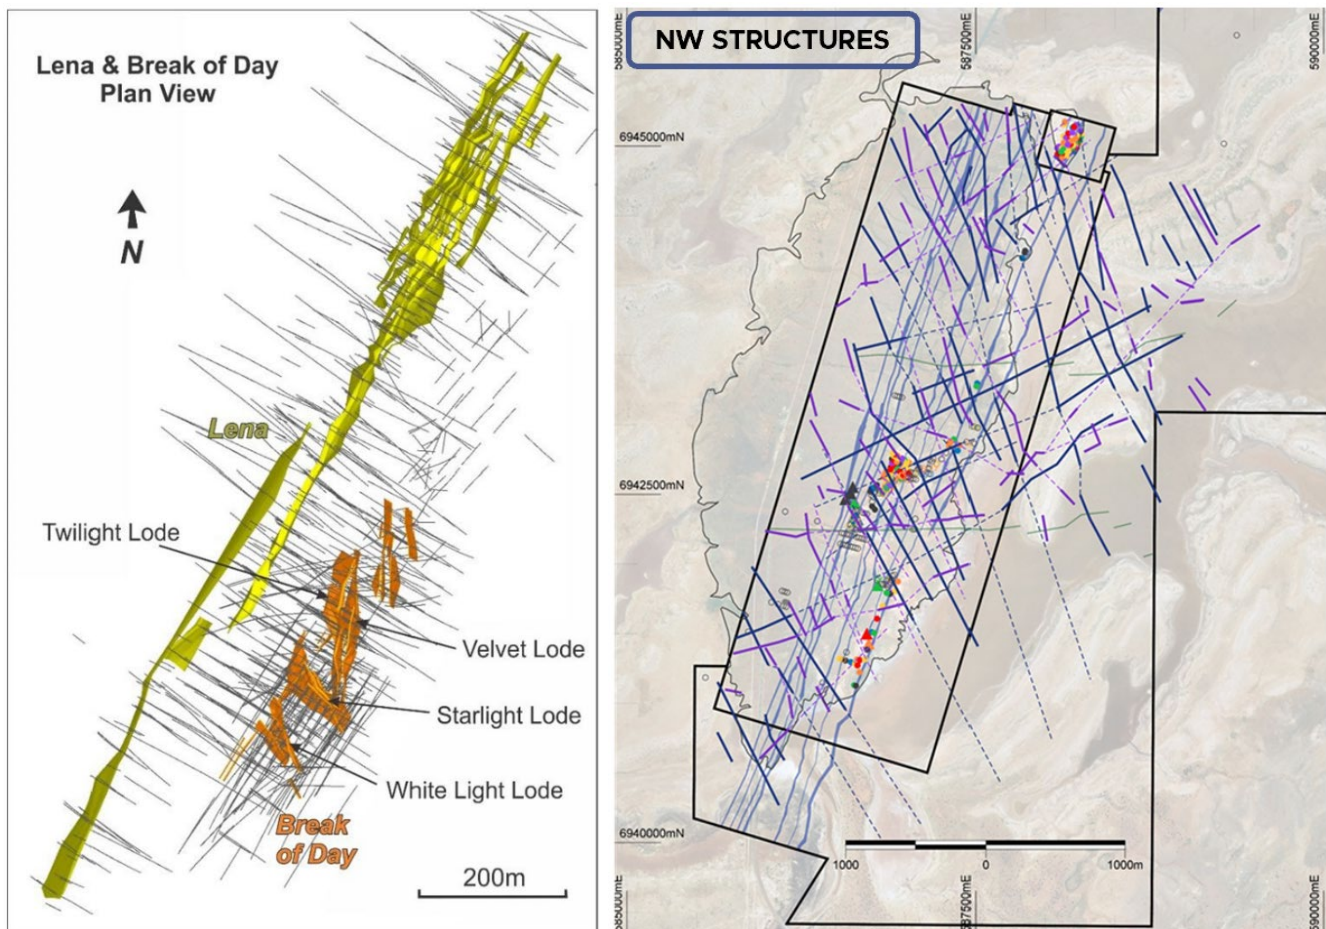 Lena & Break of Day
Plan View
N
Lena
Twilight Lode
Velvet Lode
Starlight Lode
White Light Lode
Break
of Day
200m
NW STRUCTURES
585000mE
587500mE
590000mE
6945000mN
6942500mN
6940000mN
1000
0
1000m
585000mE
587500mE
590000mE